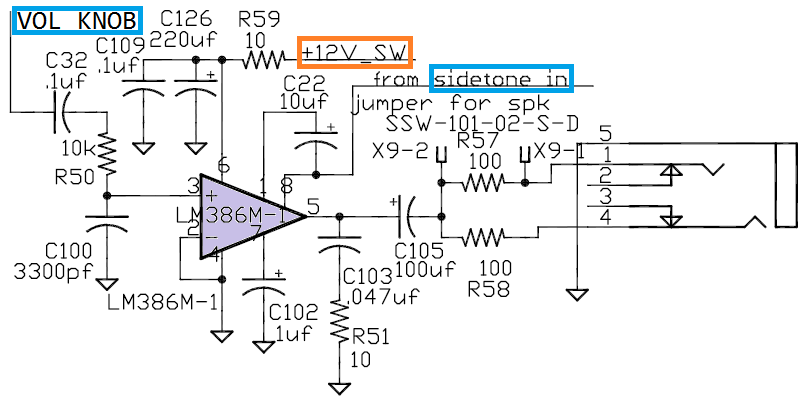 VOL KNOB
C126
220uf
R59
10
+12V_SW
C109
.1uf
C32
.1uf
from sidetone in
C22
10uf
jumper for spk
SSW-101-02-S-D
X9-2
R57
100
X9-1
5
1
2
3
4
10k
R50
6
3
+
1
8
LM386M-1
5
2
-
7
4
+
+
+
+
+
C100
3300pf
LM386M-1
C102
.1uf
C103
.047uf
C105
100uf
100
R58
R51
10